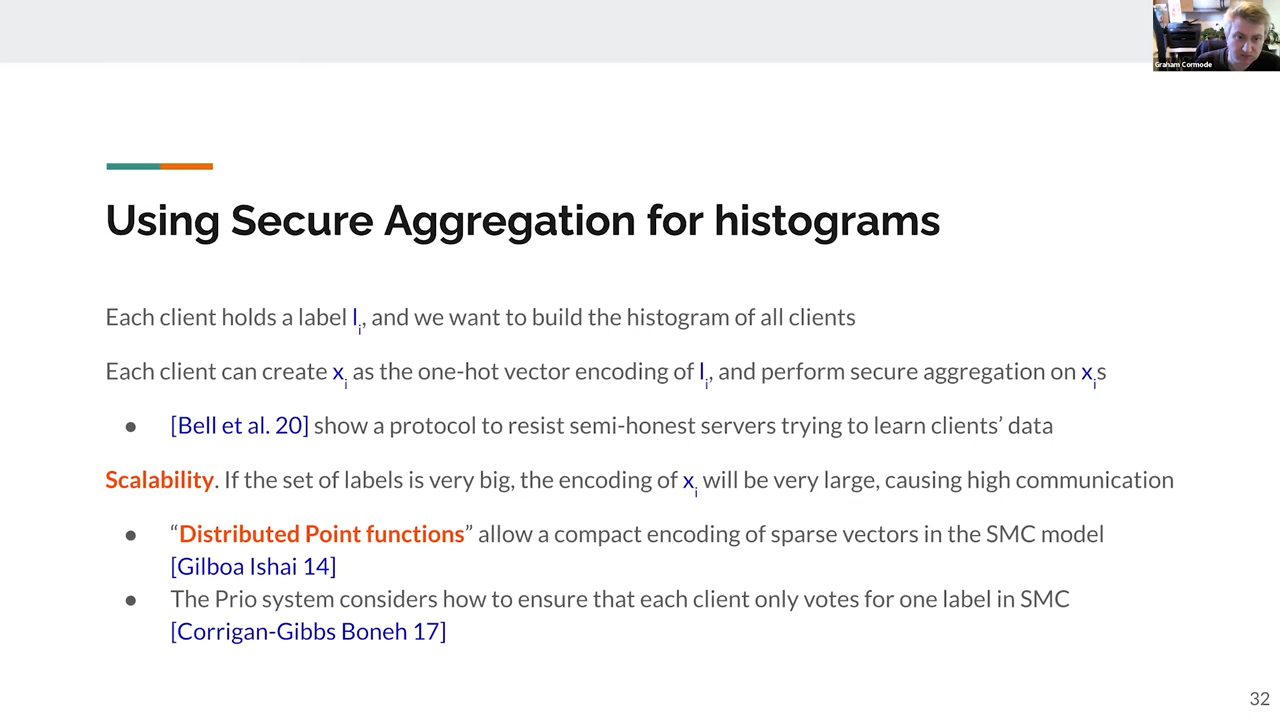 Graham Cormode
Using Secure Aggregation for histograms
Each client holds a label lᵢ, and we want to build the histogram of all clients
Each client can create xᵢ as the one-hot vector encoding of lᵢ, and perform secure aggregation on xᵢs
● [Bell et al. 20] show a protocol to resist semi-honest servers trying to learn clients’ data
Scalability. If the set of labels is very big, the encoding of xᵢ will be very large, causing high communication
● “Distributed Point functions” allow a compact encoding of sparse vectors in the SMC model
[Gilboa Ishai 14]
● The Prio system considers how to ensure that each client only votes for one label in SMC
[Corrigan-Gibbs Boneh 17]
32